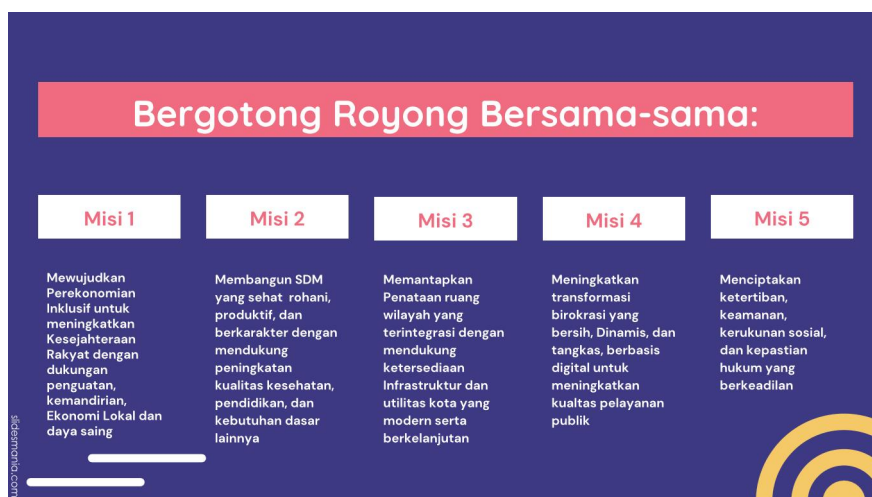 Bergotong Royong Bersama-sama:
Misi 1
Mewujudkan
Perekonomian
Inklusif untuk
meningkatkan
Kesejahteraan
Rakyat dengan
dukungan
penguatan,
kemandirian,
Ekonomi Lokal dan
daya saing
Misi 2
Membangun SDM
yang sehat rohani,
produktif, dan
berkarakter dengan
mendukung
peningkatan
kualitas kesehatan,
pendidikan, dan
kebutuhan dasar
lainnya
Misi 3
Memantapkan
Penataan ruang
wilayah yang
terintegrasi dengan
mendukung
ketersediaan
Infrastruktur dan
utilitas kota yang
modern serta
berkelanjutan
Misi 4
Meningkatkan
transformasi
birokrasi yang
bersih, Dinamis, dan
tangkas, berbasis
digital untuk
meningkatkan
kualtas pelayanan
publik
Misi 5
Menciptakan
ketertiban,
keamanan,
kerukunan sosial,
dan kepastian
hukum yang
berkeadilan
slidesmania.com